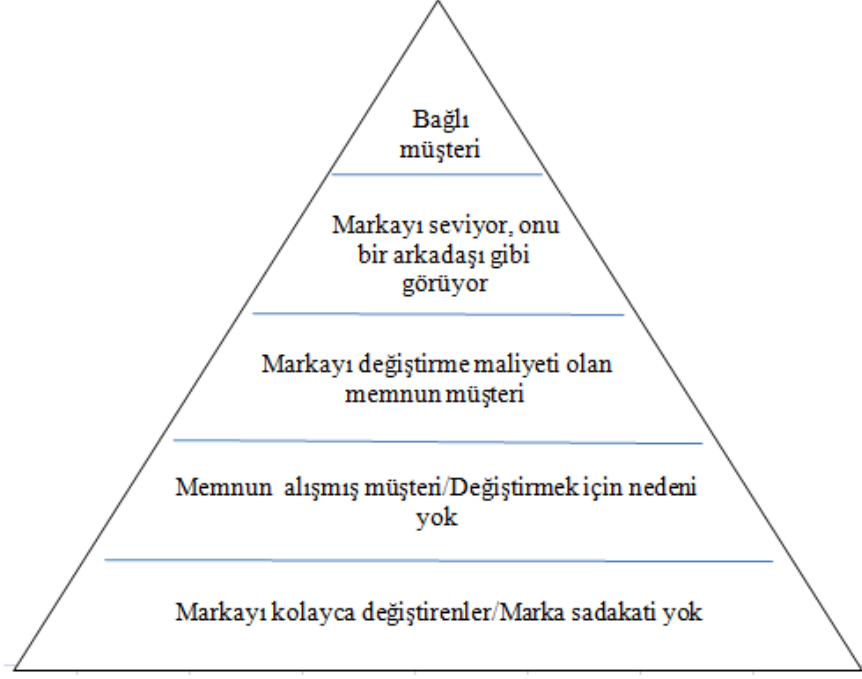 Bağlı
müşteri
Markayı seviyor, onu
bir arkadaşı gibi
görüyor
Markayı değiştirme maliyeti olan
memnun müşteri
Memnun alışmış müşteri/Değiştirmek için nedeni
yok
Markayı kolayca değiştirenler/Marka sadakati yok